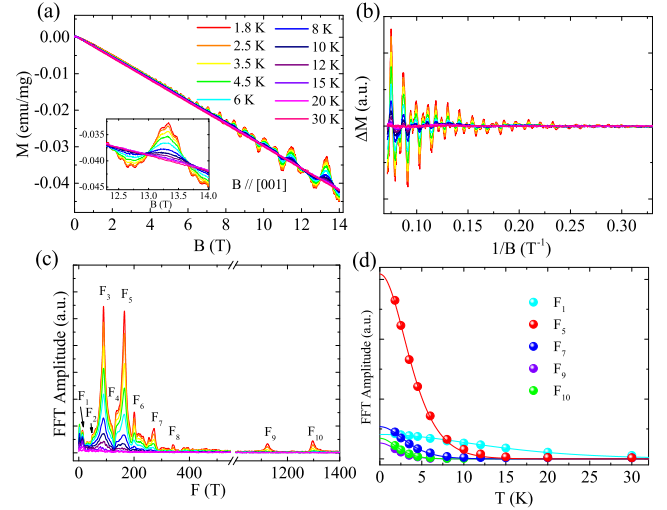 (a)
M (emu/mg)
0.00
-0.01
-0.02
-0.03
-0.04
1.8 K
2.5 K
3.5 K
4.5 K
6 K
8 K
10 K
12 K
15 K
20 K
30 K
-0.035
-0.040
-0.045
12.5 13.0 13.5 14.0
B (T)
B // [001]
0 2 4 6 8 10 12 14
B (T)
(b)
ΔM (a.u.)
0.10 0.15 0.20 0.25 0.30
1/B (T-1)
(c)
FFT Amplitude (a.u.)
F1
F2
F3
F4
F5
F6
F7
F8
F9
F10
0 200 400 1200 1400
F (T)
(d)
FFT Amplitude (a.u.)
F1
F5
F7
F9
F10
0 5 10 15 20 25 30
T (K)